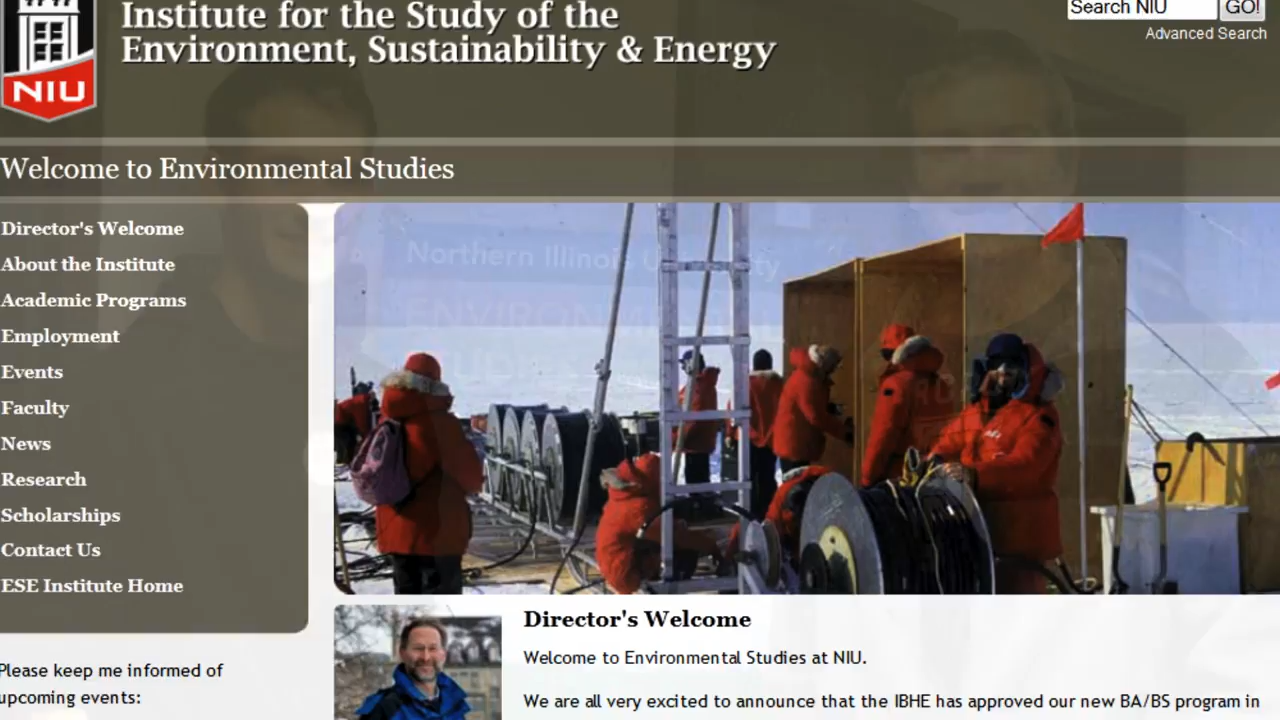 Institute for the Study of the
Environment, Sustainability & Energy
Search NIU
GO!
Advanced Search
NIU
Welcome to Environmental Studies
Director's Welcome
About the Institute
Academic Programs
Employment
Events
Faculty
News
Research
Scholarships
Contact Us
ESE Institute Home
Please keep me informed of
upcoming events:
Northern Illinois University
Director's Welcome
Welcome to Environmental Studies at NIU.
We are all very excited to announce that the IBHE has approved our new BA/BS program in